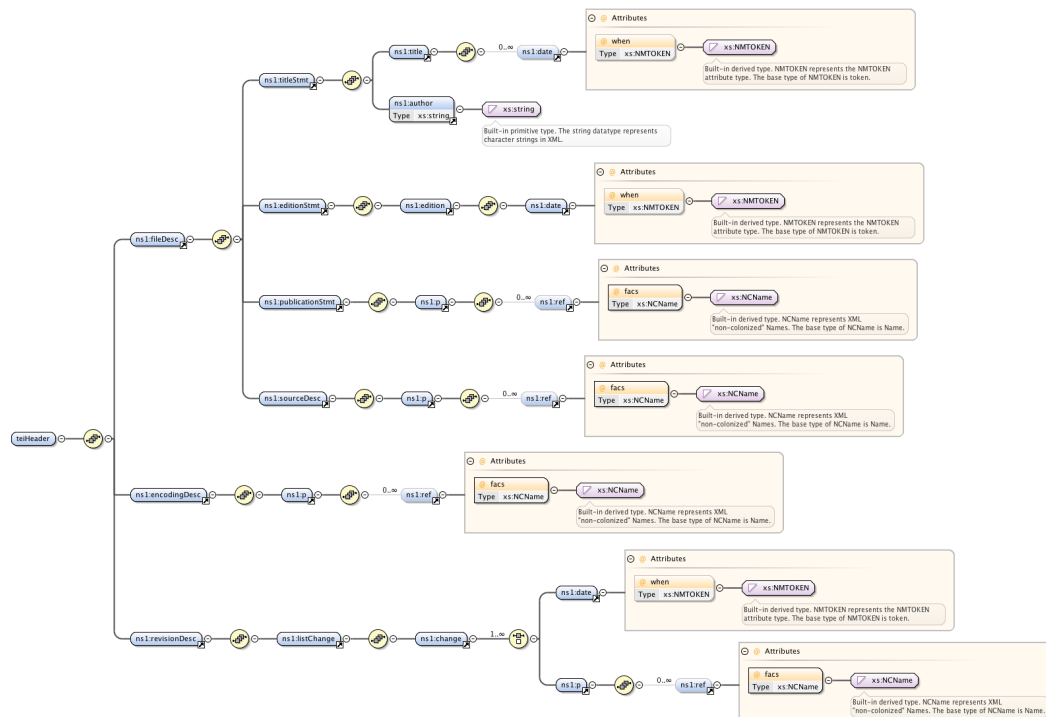 @ Attributes
@ when
Type xs:NMTOKEN
xs:NMTOKEN
Built-in derived type. NMTOKEN represents the NMTOKEN
attribute type. The base type of NMTOKEN is token.
ns1:title
0..∞
ns1:date
ns1:titleStmt
ns1:author
Type xs:string
xs:string
Built-in primitive type. The string datatype represents
character strings in XML.
@ Attributes
@ when
Type xs:NMTOKEN
xs:NMTOKEN
Built-in derived type. NMTOKEN represents the NMTOKEN
attribute type. The base type of NMTOKEN is token.
ns1:editionStmt
ns1:edition
ns1:date
ns1:fileDesc
@ Attributes
@ facs
Type xs:NCName
xs:NCName
Built-in derived type. NCName represents XML
"non-colonized" Names. The base type of NCName is Name.
ns1:publicationStmt
ns1:p
0..∞
ns1:ref
@ Attributes
@ facs
Type xs:NCName
xs:NCName
Built-in derived type. NCName represents XML
"non-colonized" Names. The base type of NCName is Name.
ns1:sourceDesc
ns1:p
0..∞
ns1:ref
teiHeader
@ Attributes
@ facs
Type xs:NCName
xs:NCName
Built-in derived type. NCName represents XML
"non-colonized" Names. The base type of NCName is Name.
ns1:encodingDesc
ns1:p
0..∞
ns1:ref
@ Attributes
@ when
Type xs:NMTOKEN
xs:NMTOKEN
Built-in derived type. NMTOKEN represents the NMTOKEN
attribute type. The base type of NMTOKEN is token.
ns1:date
ns1:revisionDesc
ns1:listChange
ns1:change
1..∞
@ Attributes
@ facs
Type xs:NCName
xs:NCName
Built-in derived type. NCName represents XML
"non-colonized" Names. The base type of NCName is Name.
ns1:p
0..∞
ns1:ref